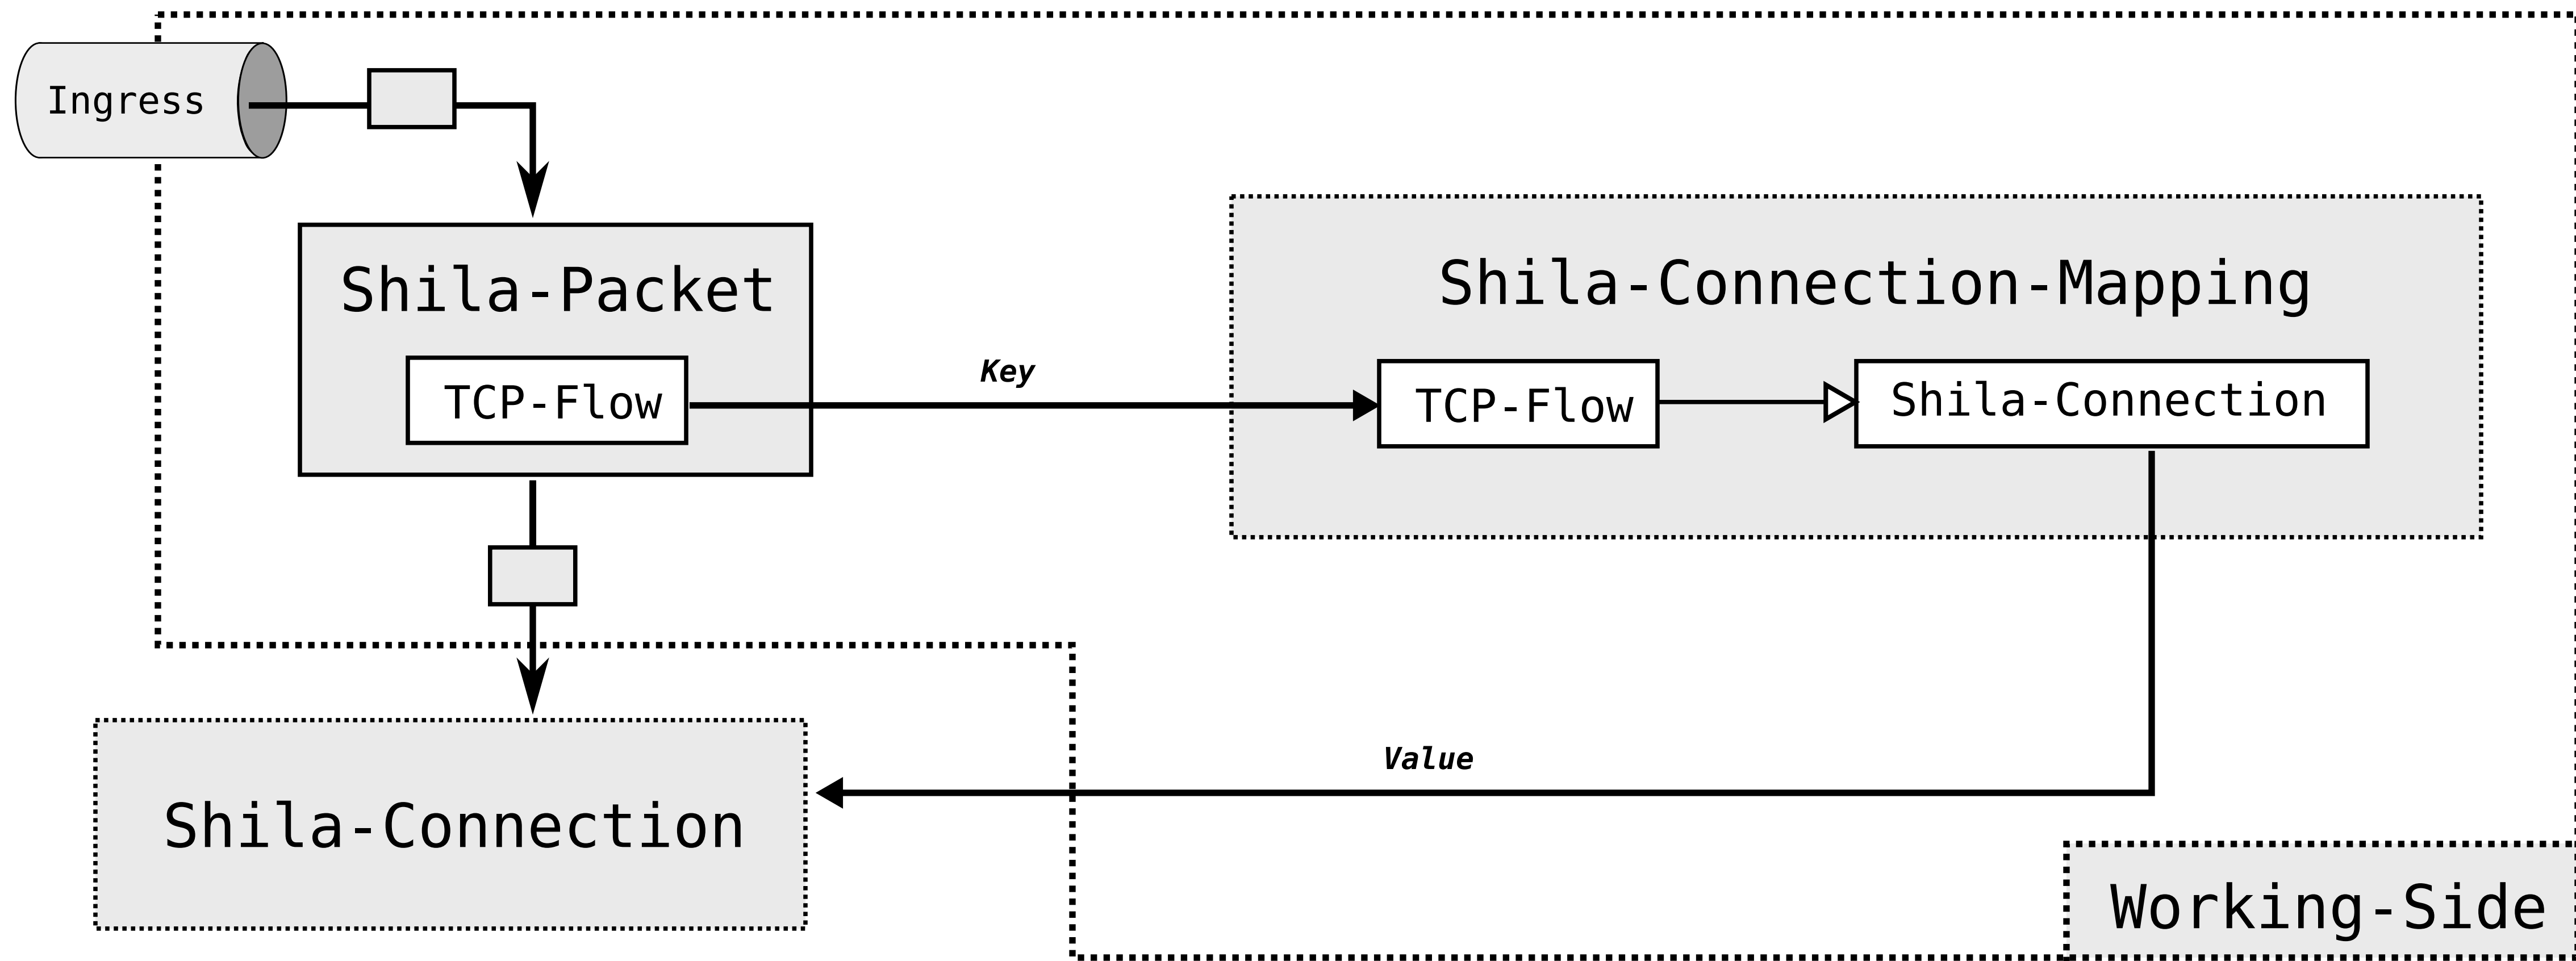 Ingress
Shila-Packet
TCP-Flow
Key
Shila-Connection-Mapping
TCP-Flow
Shila-Connection
Value
Shila-Connection
Working-Side